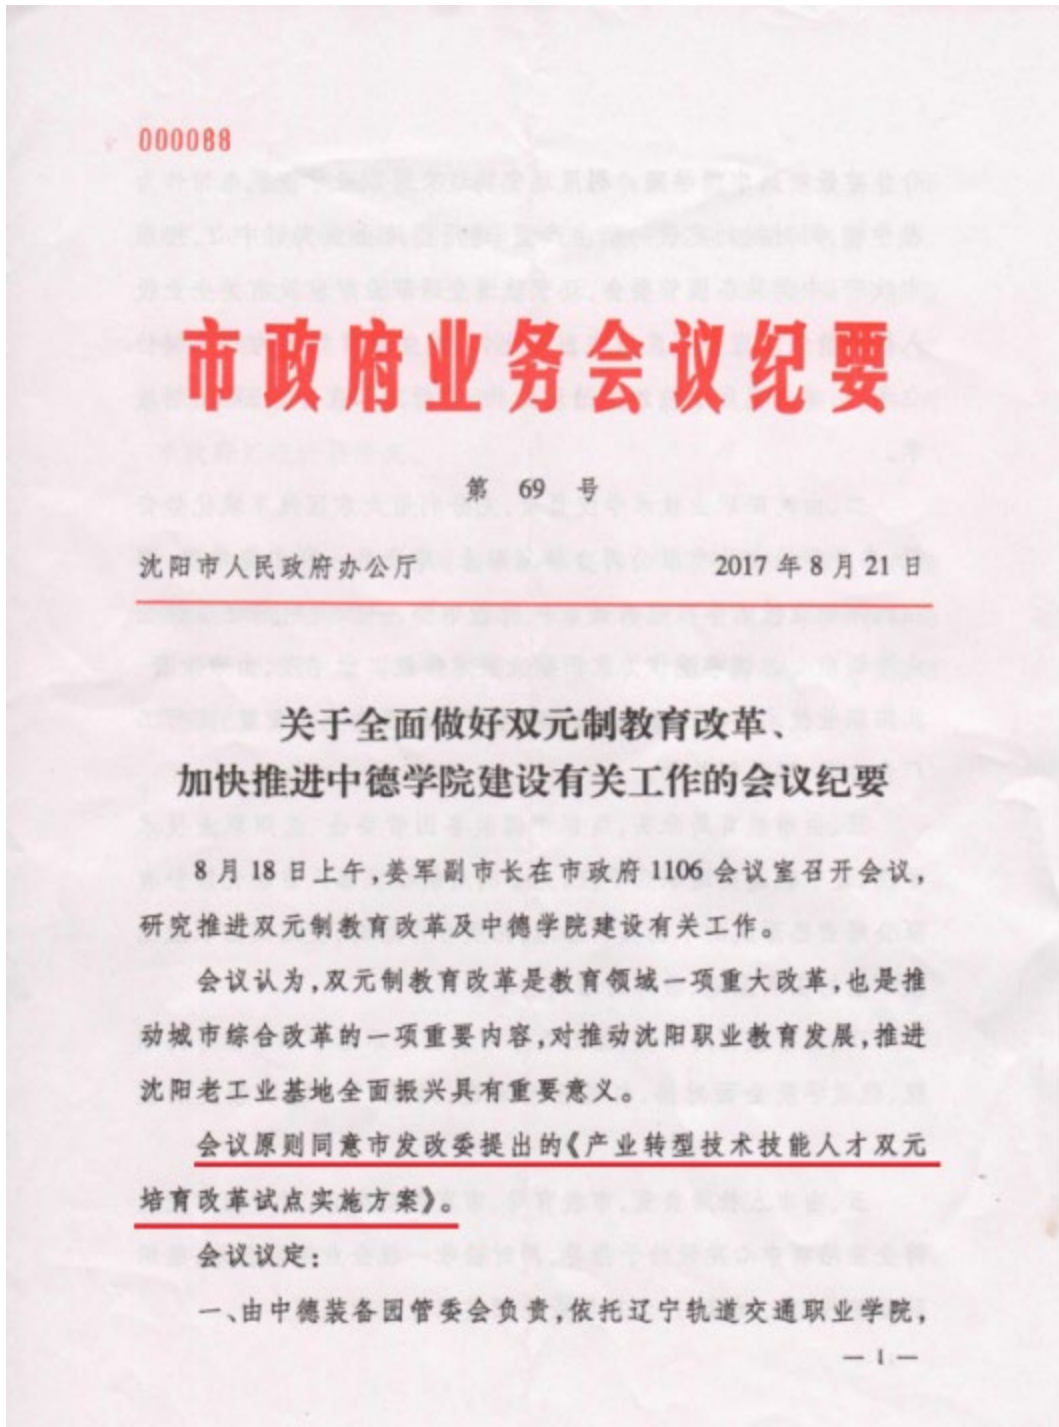 000088
市政府业务会议纪要
第 69 号
沈阳市人民政府办公厅 2017年8月21日
关于全面做好双元制教育改革、
加快推进中德学院建设有关工作的会议纪要
8月18日上午,姜军副市长在市政府1106会议室召开会议,
研究推进双元制教育改革及中德学院建设有关工作。
会议认为,双元制教育改革是教育领域一项重大改革,也是推
动城市综合改革的一项重要内容,对推动沈阳职业教育发展,推进
沈阳老工业基地全面振兴具有重要意义。
会议原则同意市发改委提出的《产业转型技术技能人才双元
培育改革试点实施方案》。
会议议定:
一、由中德装备园管委会负责,依托辽宁轨道交通职业学院,
— 1 —